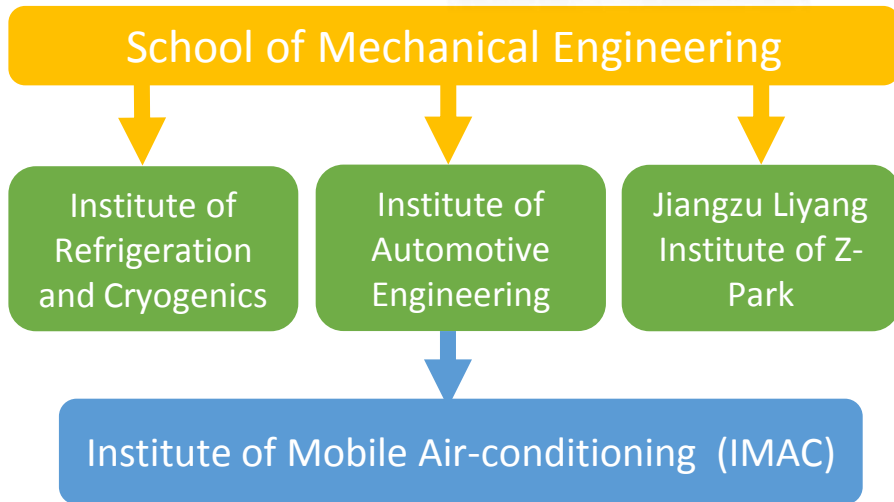 School of Mechanical Engineering
Institute of
Refrigeration
and Cryogenics
Institute of
Automotive
Engineering
Jiangzu Liyang
Institute of Z-
Park
Institute of Mobile Air-conditioning (IMAC)